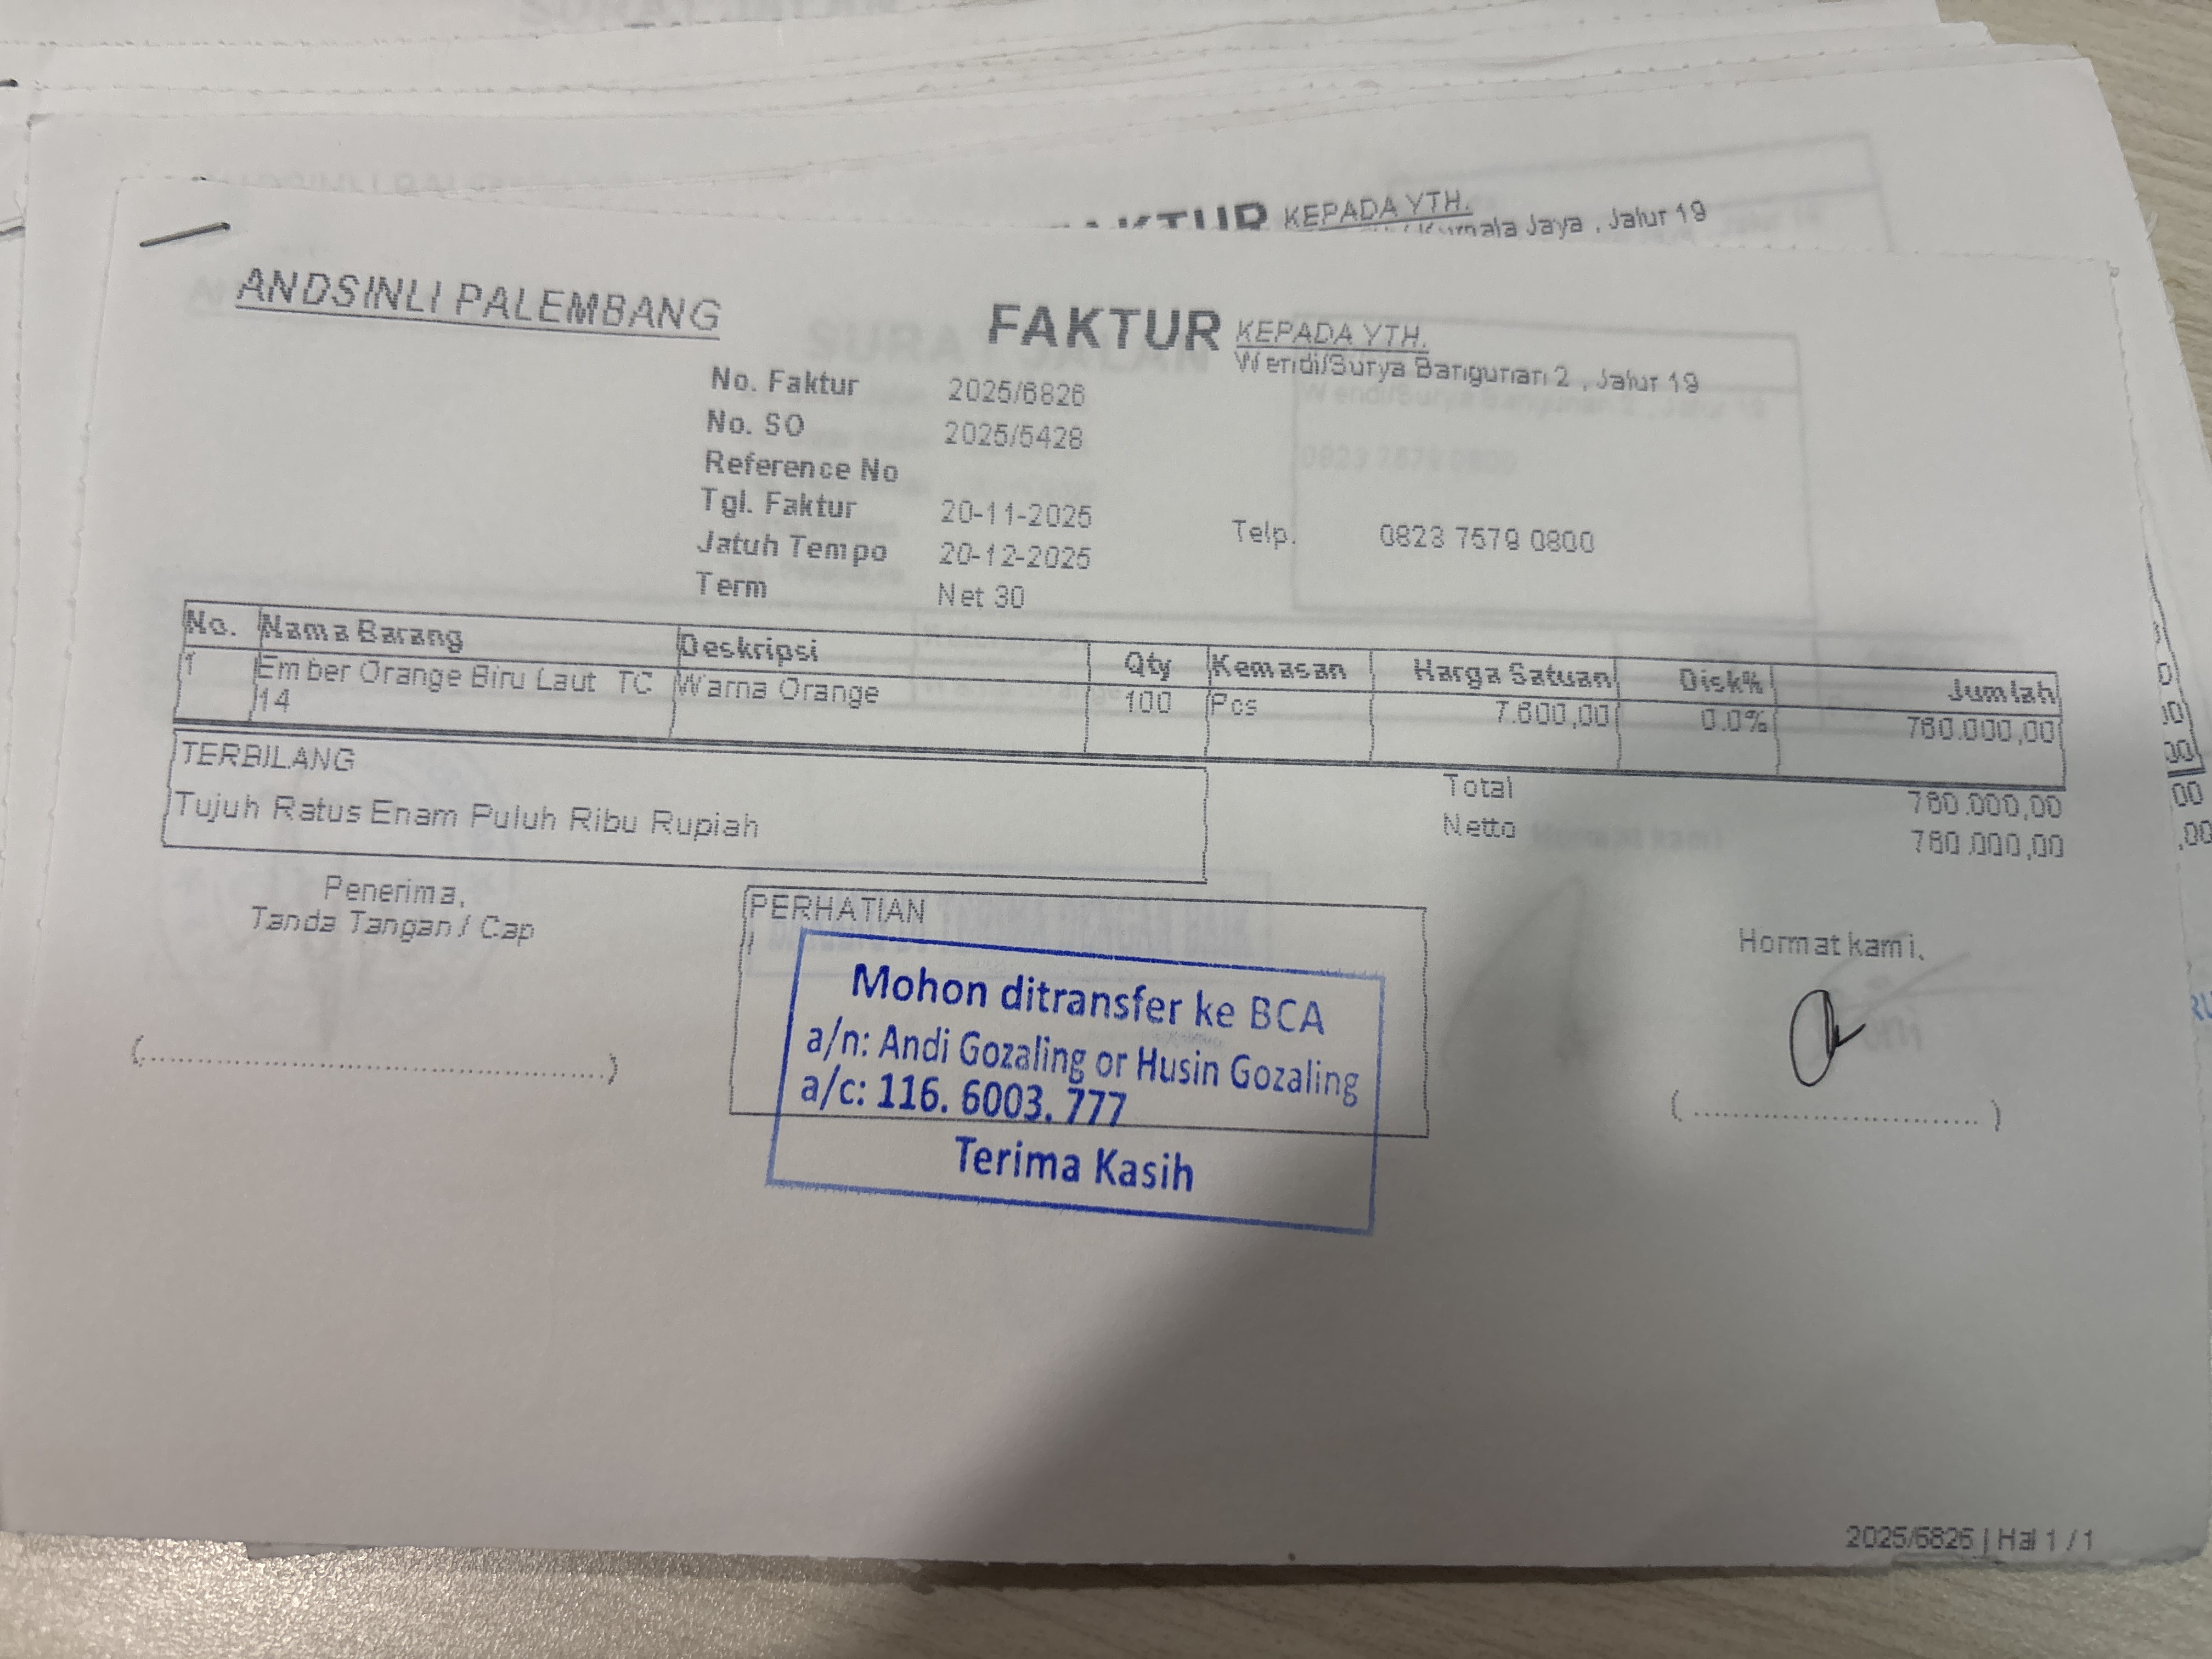 FAKTUR KEPADA YTH.
Jaya , Jalur 19
ANDSINLI PALEMBANG
FAKTUR
KEPADA YTH.
Wendi/Surya Bangunan 2 , Jalur 19
No. Faktur 2025/6826
No. SO 2025/5428
Reference No
Tgl. Faktur 20-11-2025
Jatuh Tempo 20-12-2025
Term Net 30
Telp. 0823 7579 0800
No. Nama Barang Deskripsi Qty Kemasan Harga Satuan Disk% Jumlah
1 Ember Orange Biru Laut TC Warna Orange 100 Pcs 7.600,00 0.0% 760.000,00
14
TERBILANG
Tujuh Ratus Enam Puluh Ribu Rupiah
Total 760.000,00
Netto 760.000,00
Penerima,
Tanda Tangan / Cap
(..........................................................)
PERHATIAN
Mohon ditransfer ke BCA
a/n: Andi Gozaling or Husin Gozaling
a/c: 116. 6003. 777
Terima Kasih
Hormat kami.
( .................................... )
2025/6826 | Hal 1 / 1